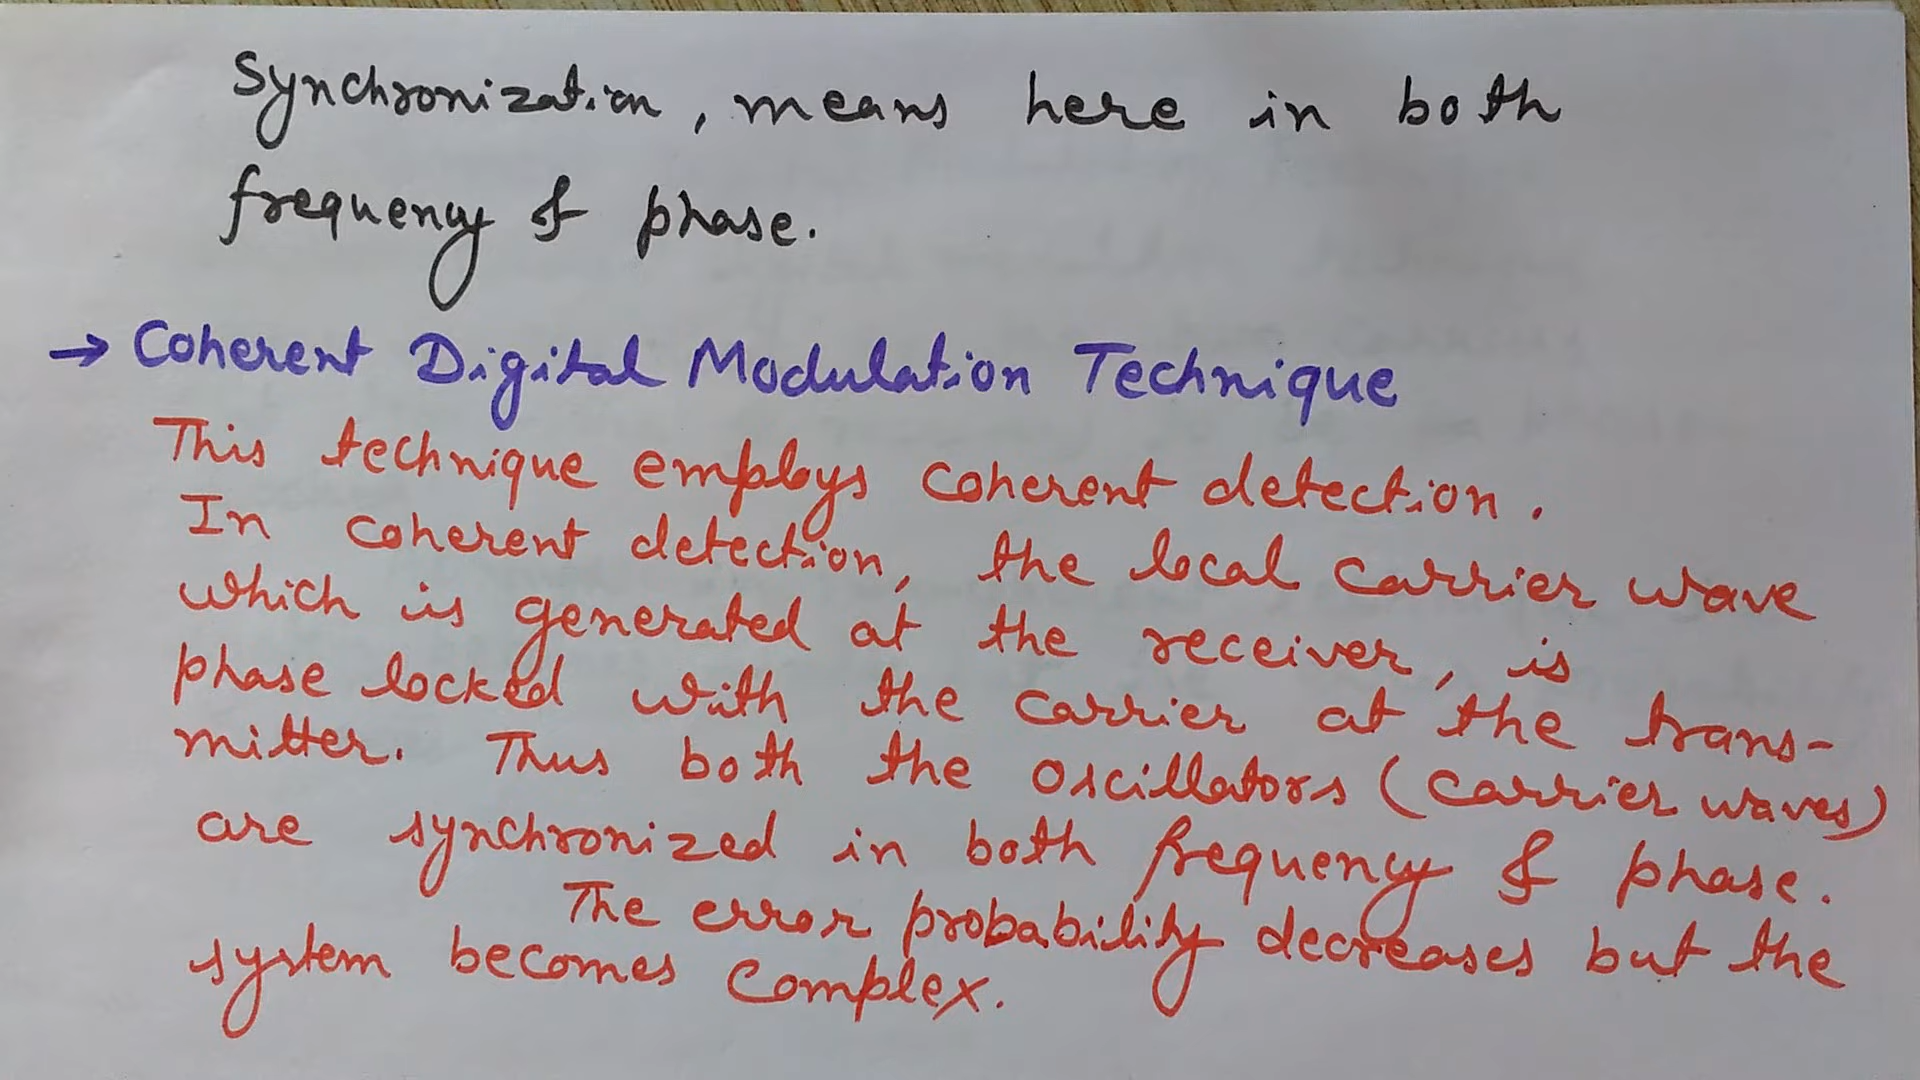 Synchronization, means here in both
frequency & phase.
→ Coherent Digital Modulation Technique
This technique employs coherent detection.
In coherent detection, the local carrier wave
which is generated at the receiver, is
phase locked with the carrier at the trans-
mitter. Thus both the oscillators (carrier waves)
are synchronized in both frequency & phase.
The error probability decreases but the
system becomes complex.